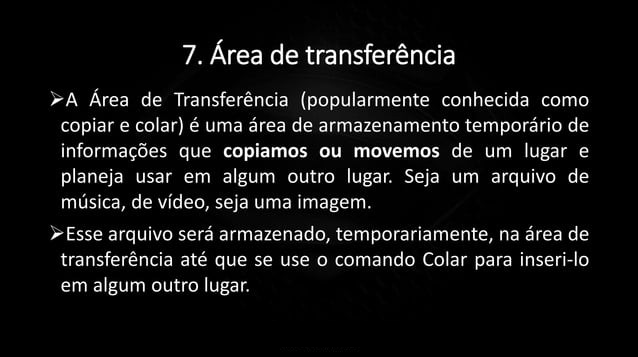 7. Área de transferência
➢A Área de Transferência (popularmente conhecida como
copiar e colar) é uma área de armazenamento temporário de
informações que copiamos ou movemos de um lugar e
planeja usar em algum outro lugar. Seja um arquivo de
música, de vídeo, seja uma imagem.
➢Esse arquivo será armazenado, temporariamente, na área de
transferência até que se use o comando Colar para inseri-lo
em algum outro lugar.